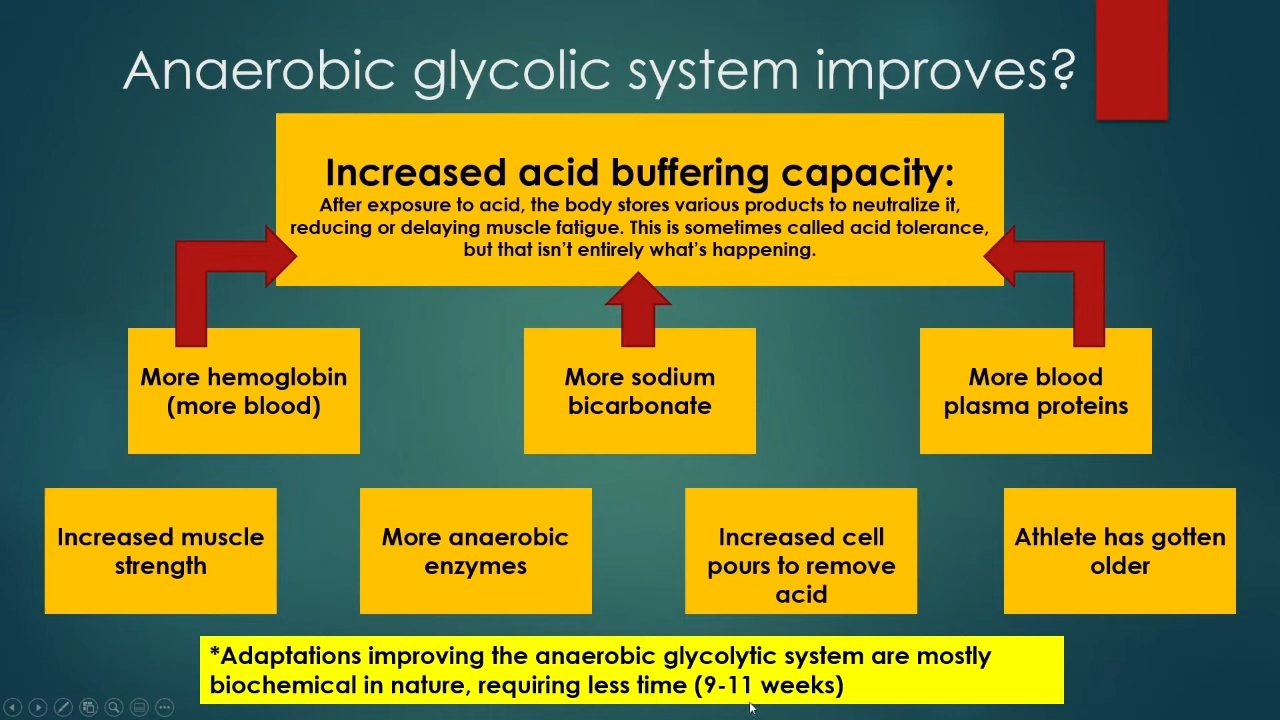 Anaerobic glycolic system improves?
Increased acid buffering capacity:
After exposure to acid, the body stores various products to neutralize it,
reducing or delaying muscle fatigue. This is sometimes called acid tolerance,
but that isn’t entirely what’s happening.
More hemoglobin
(more blood)
More sodium
bicarbonate
More blood
plasma proteins
Increased muscle
strength
More anaerobic
enzymes
Increased cell
pours to remove
acid
Athlete has gotten
older
*Adaptations improving the anaerobic glycolytic system are mostly
biochemical in nature, requiring less time (9-11 weeks)